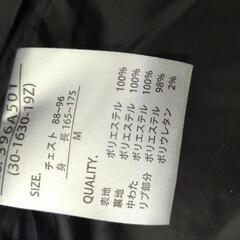 396A501
(30-1630-19Z)
SIZE.
チェスト 88~96
身 長 165~175
M
QUALITY.
表地 ポリエステル 100%
裏地 ポリエステル 100%
中わた ポリエステル 100%
リブ部分 ポリエステル 98%
ポリウレタン 2%